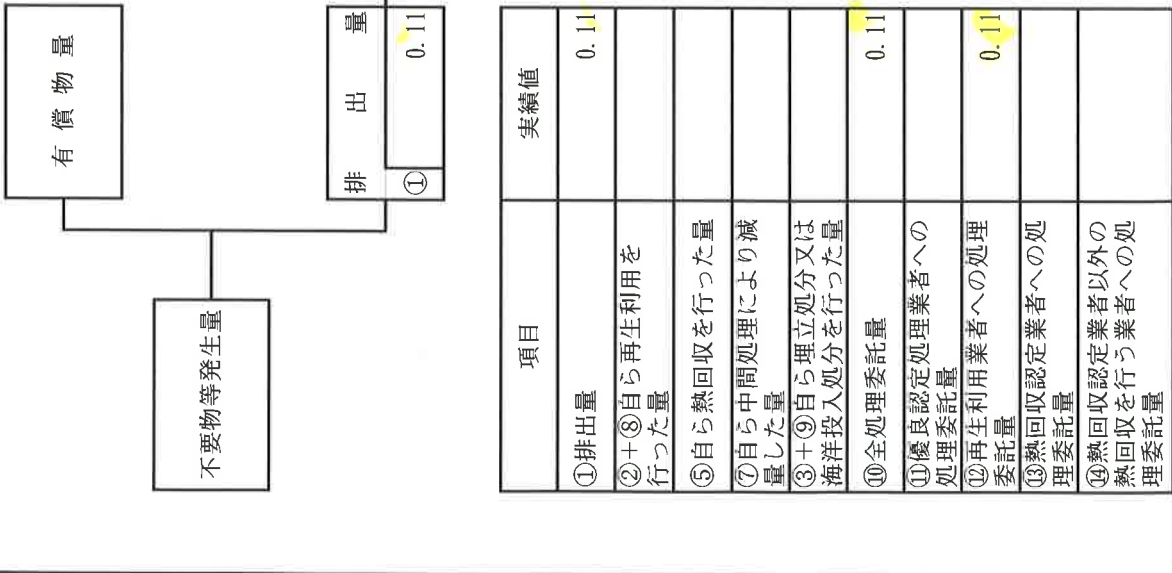 有償物量
不要物等発生量
排出量
① 0.11
項目 実績値
①排出量 0.11
②+⑧自ら再生利用を
行った量
⑤自ら熱回収を行った量
⑦自ら中間処理により減
量した量
③+⑨自ら埋立処分又は
海洋投入処分を行った量
⑩全処理委託量 0.11
⑪優良認定処理業者への
処理委託量
⑫再生利用業者への処理
委託量 0.11
⑬熱回収認定業者への処
理委託量
⑭熱回収認定業者以外の
熱回収を行う業者への処
理委託量